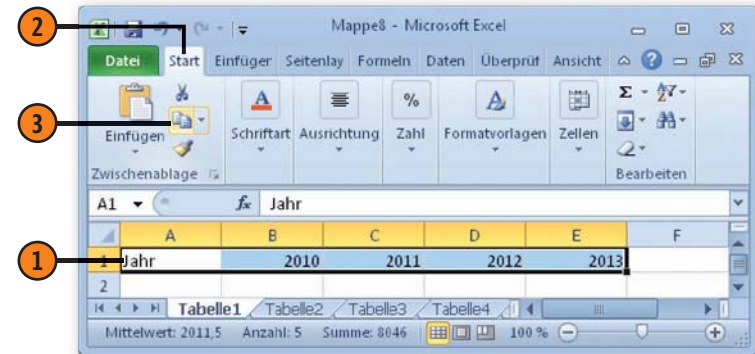 2
Mappe8 - Microsoft Excel
Datei Start Einfüger Seitenlay Formeln Daten Überprüf Ansicht
3
Σ
Einfügen Schriftart Ausrichtung % Zahl Formatvorlagen Zellen
Zwischenablage Bearbeiten
A1 fx Jahr
A B C D E F
1
1 Jahr 2010 2011 2012 2013
2
Tabelle1 Tabelle2 Tabelle3 Tabelle4
Mittelwert: 2011,5 Anzahl: 5 Summe: 8046 100 %